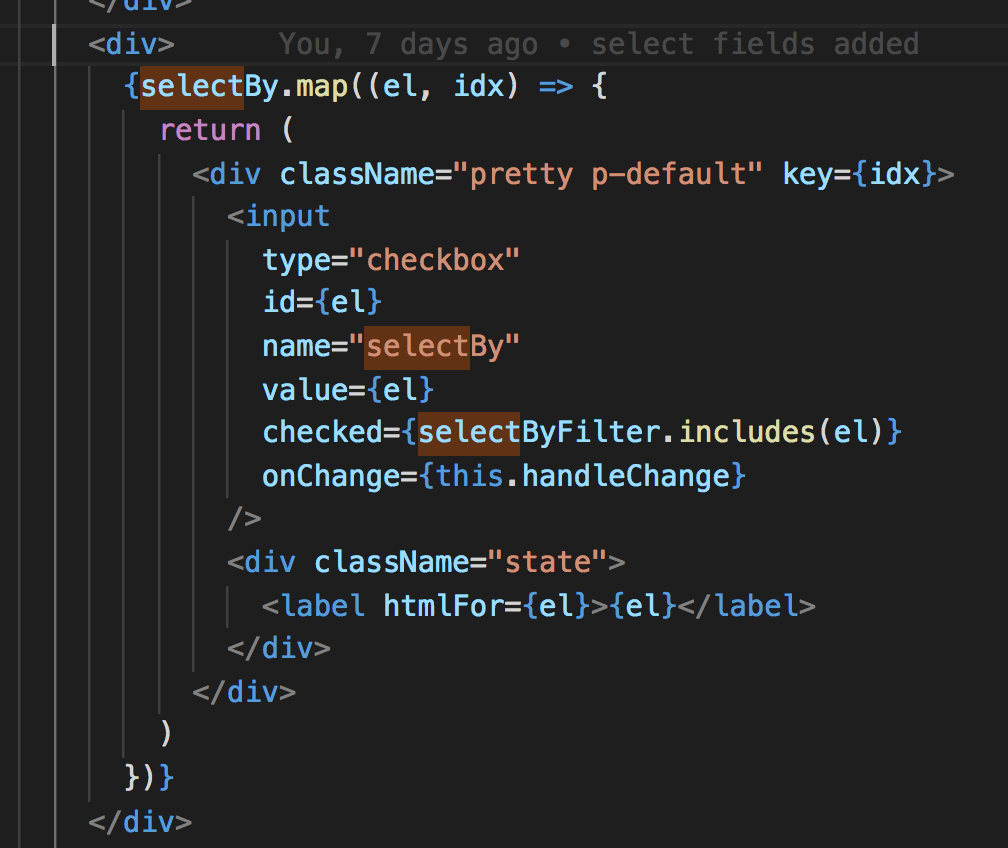 </div>
<div> You, 7 days ago • select fields added
{selectBy.map((el, idx) => {
return (
<div className="pretty p-default" key={idx}>
<input
type="checkbox"
id={el}
name="selectBy"
value={el}
checked={selectByFilter.includes(el)}
onChange={this.handleChange}
/>
<div className="state">
<label htmlFor={el}>{el}</label>
</div>
</div>
)
})}
</div>